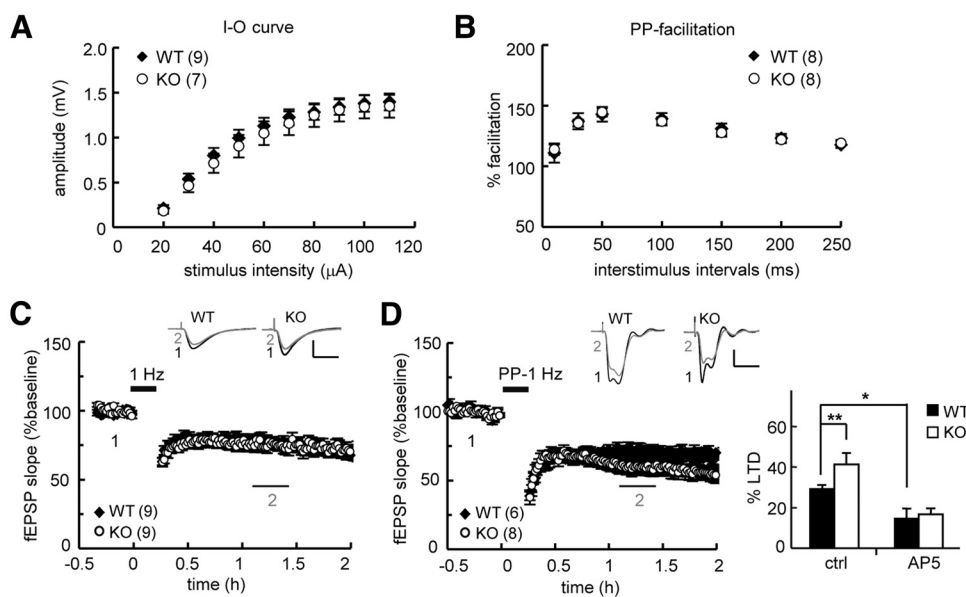 A
I-O curve
amplitude (mV)
2.0
1.5
1.0
0.5
0
WT (9)
KO (7)
0 20 40 60 80 100 120
stimulus intensity (μA)
B
PP-facilitation
% facilitation
200
150
100
50
WT (8)
KO (8)
0 50 100 150 200 250
interstimulus intervals (ms)
C
fEPSP slope (%baseline)
150
100
50
0
WT
KO
2
1
1 Hz
1
2
WT (9)
KO (9)
-0.5 0 0.5 1 1.5 2
time (h)
D
fEPSP slope (%baseline)
150
100
50
0
WT
KO
2
2
1
1
PP-1 Hz
1
2
WT (6)
KO (8)
-0.5 0 0.5 1 1.5 2
time (h)
% LTD
60
40
20
0
*
**
WT
KO
ctrl AP5